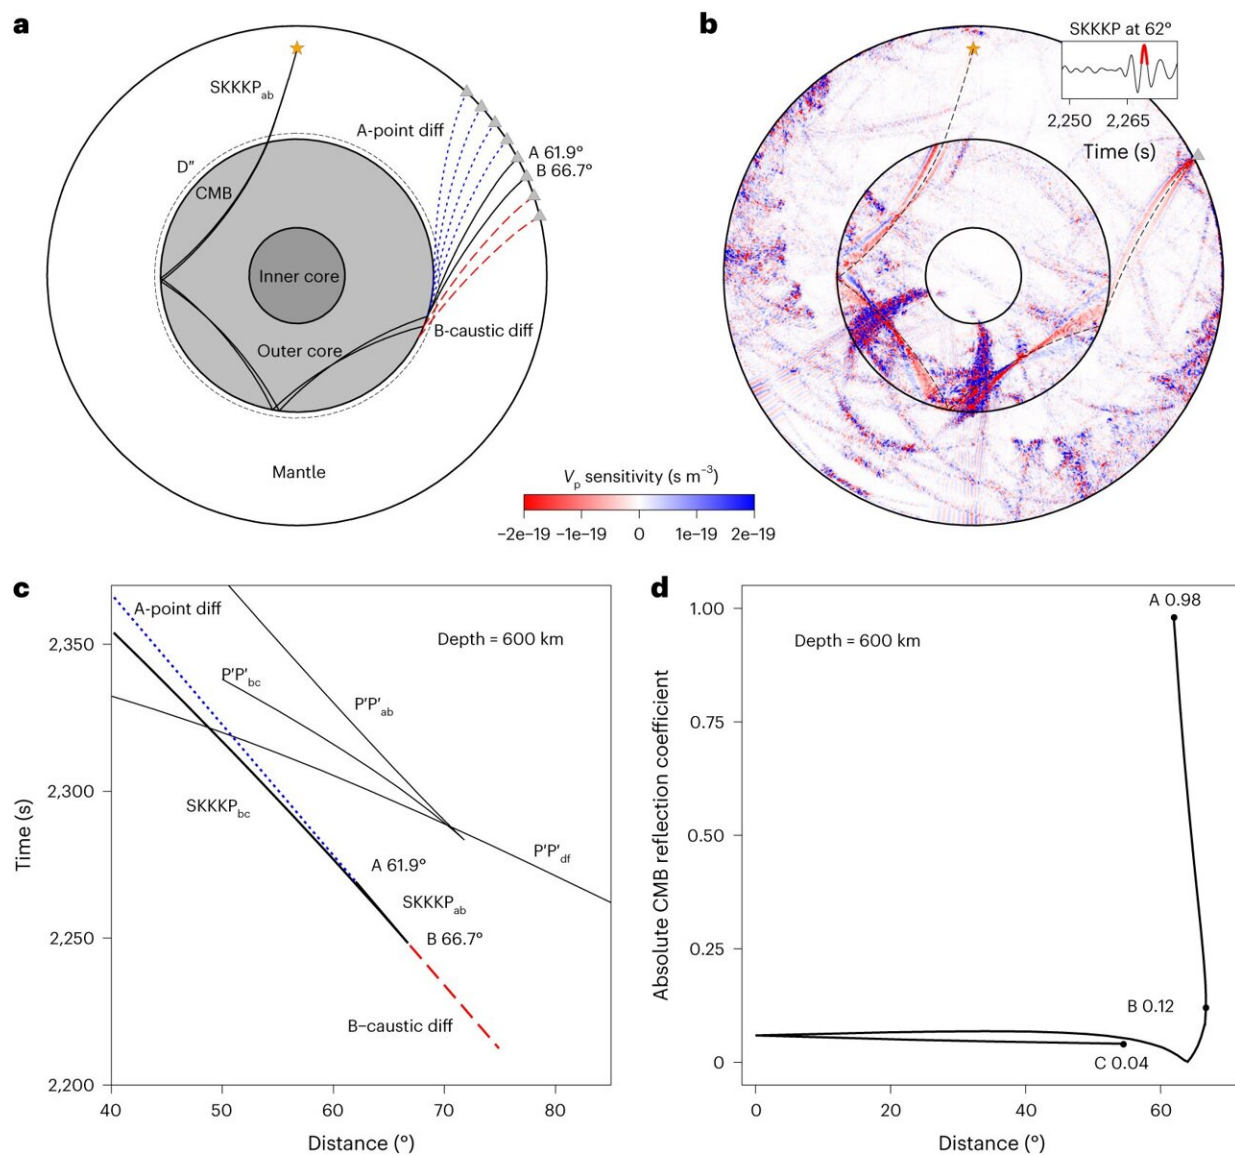 a
SKKKPab
A-point diff
A 61.9°
B 66.7°
D″
CMB
Inner core
Outer core
B-caustic diff
Mantle
b
SKKKP at 62°
2,250 2,265
Time (s)
Vp sensitivity (s m−3)
−2e−19 −1e−19 0 1e−19 2e−19
c
A-point diff
Depth = 600 km
P′P′bc
P′P′ab
SKKKPbc
P′P′df
A 61.9°
SKKKPab
B 66.7°
B−caustic diff
Time (s)
2,350
2,300
2,250
2,200
40 50 60 70 80
Distance (°)
d
A 0.98
Depth = 600 km
B 0.12
C 0.04
Absolute CMB reflection coefficient
1.00
0.75
0.50
0.25
0
0 20 40 60
Distance (°)